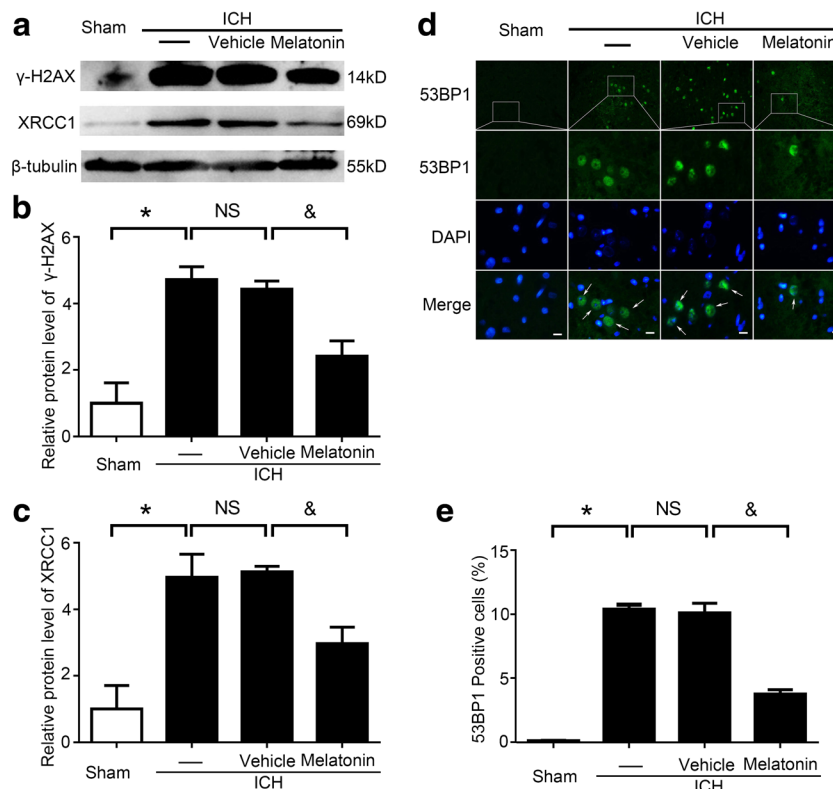 a
Sham
ICH
— Vehicle Melatonin
γ-H2AX 14kD
XRCC1 69kD
β-tubulin 55kD
b
* NS &
Relative protein level of γ-H2AX
6
4
2
0
Sham — Vehicle Melatonin
ICH
c
* NS &
Relative protein level of XRCC1
6
4
2
0
Sham — Vehicle Melatonin
ICH
d
Sham
ICH
— Vehicle Melatonin
53BP1
53BP1
DAPI
Merge
e
* NS &
53BP1 Positive cells (%)
15
10
5
0
Sham — Vehicle Melatonin
ICH